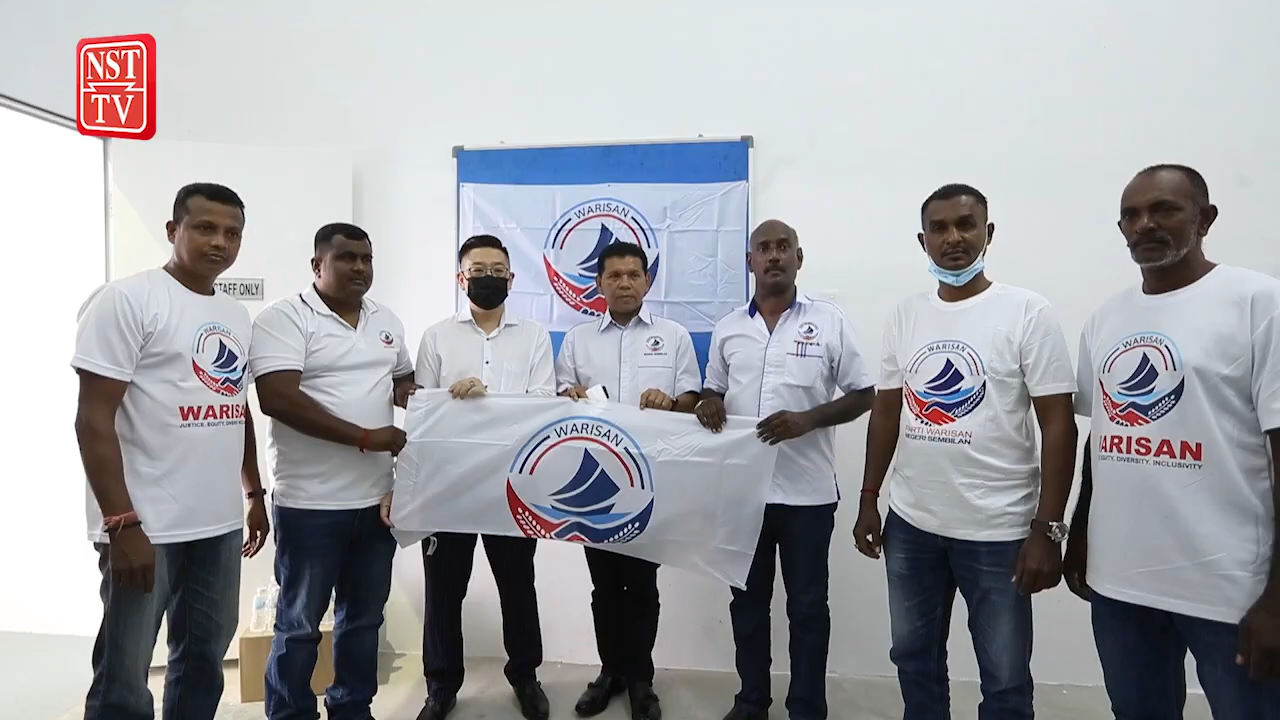 NST
TV
STAFF ONLY
WARISAN
WARISAN
WARISAN
WARISAN
JUSTICE, EQUITY, DIVERSITY
WARISAN
PARTI WARISAN
NEGERI SEMBILAN
WARISAN
WARISAN
EQUITY, DIVERSITY, INCLUSIVITY